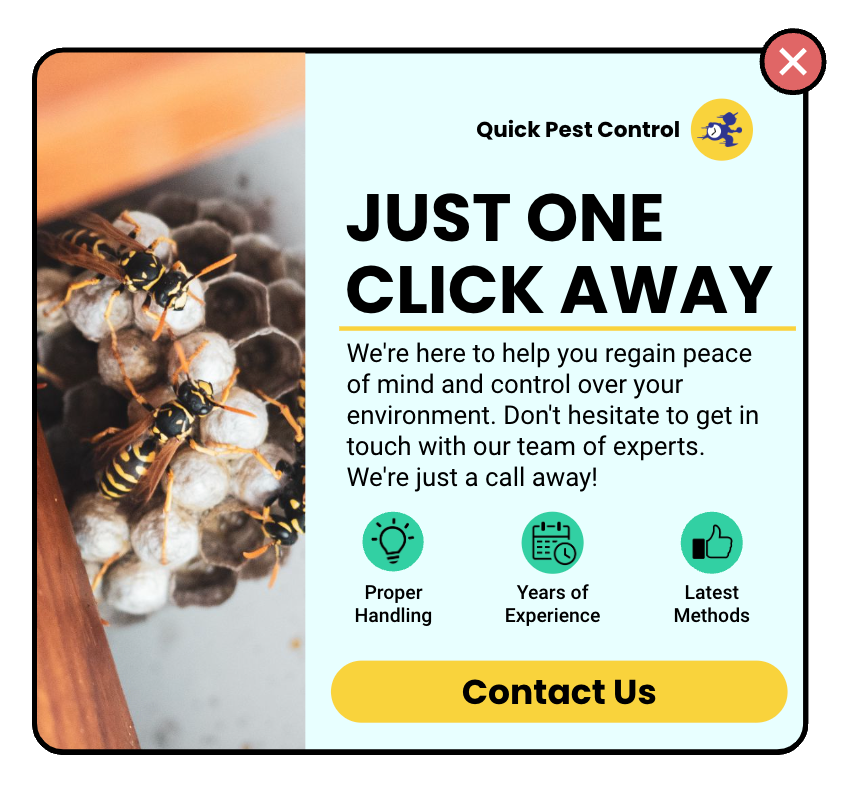 Quick Pest Control
JUST ONE
CLICK AWAY
We're here to help you regain peace
of mind and control over your
environment. Don't hesitate to get in
touch with our team of experts.
We're just a call away!
Proper
Handling
Years of
Experience
Latest
Methods
Contact Us